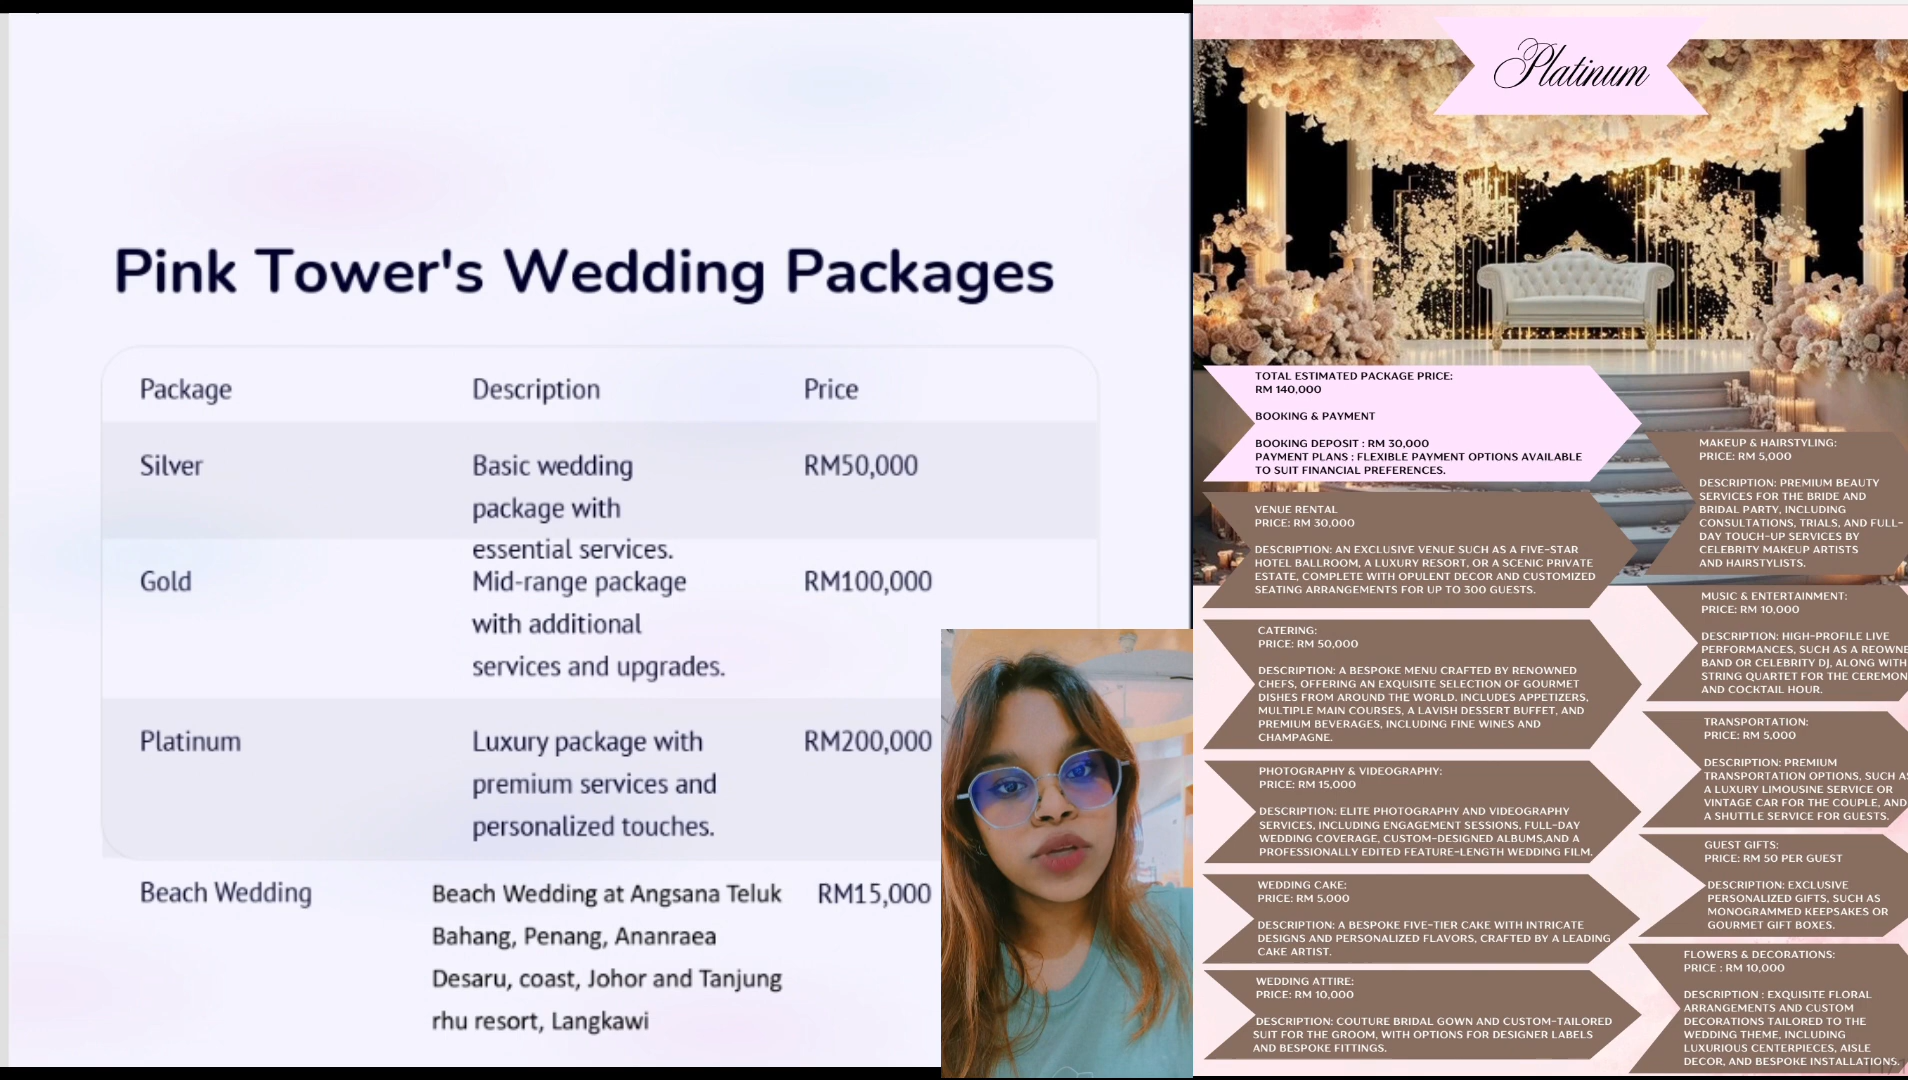 Pink Tower's Wedding Packages
Package
Description
Price
Silver
Basic wedding
package with
essential services.
RM50,000
Gold
Mid-range package
with additional
services and upgrades.
RM100,000
Platinum
Luxury package with
premium services and
personalized touches.
RM200,000
Beach Wedding
Beach Wedding at Angsana Teluk
Bahang, Penang, Ananraea
Desaru, coast, Johor and Tanjung
rhu resort, Langkawi
RM15,000
Platinum
TOTAL ESTIMATED PACKAGE PRICE:
RM 140,000
BOOKING & PAYMENT
BOOKING DEPOSIT : RM 30,000
PAYMENT PLANS : FLEXIBLE PAYMENT OPTIONS AVAILABLE
TO SUIT FINANCIAL PREFERENCES.
VENUE RENTAL
PRICE: RM 30,000
DESCRIPTION: AN EXCLUSIVE VENUE SUCH AS A FIVE-STAR
HOTEL BALLROOM, A LUXURY RESORT, OR A SCENIC PRIVATE
ESTATE, COMPLETE WITH OPULENT DECOR AND CUSTOMIZED
SEATING ARRANGEMENTS FOR UP TO 300 GUESTS.
CATERING:
PRICE: RM 50,000
DESCRIPTION: A BESPOKE MENU CRAFTED BY RENOWNED
CHEFS, OFFERING AN EXQUISITE SELECTION OF GOURMET
DISHES FROM AROUND THE WORLD. INCLUDES APPETIZERS,
MULTIPLE MAIN COURSES, A LAVISH DESSERT BUFFET, AND
PREMIUM BEVERAGES, INCLUDING FINE WINES AND
CHAMPAGNE.
PHOTOGRAPHY & VIDEOGRAPHY:
PRICE: RM 15,000
DESCRIPTION: ELITE PHOTOGRAPHY AND VIDEOGRAPHY
SERVICES, INCLUDING ENGAGEMENT SESSIONS, FULL-DAY
WEDDING COVERAGE, CUSTOM-DESIGNED ALBUMS,AND A
PROFESSIONALLY EDITED FEATURE-LENGTH WEDDING FILM.
WEDDING CAKE:
PRICE: RM 5,000
DESCRIPTION: A BESPOKE FIVE-TIER CAKE WITH INTRICATE
DESIGNS AND PERSONALIZED FLAVORS, CRAFTED BY A LEADING
CAKE ARTIST.
WEDDING ATTIRE:
PRICE: RM 10,000
DESCRIPTION: COUTURE BRIDAL GOWN AND CUSTOM-TAILORED
SUIT FOR THE GROOM, WITH OPTIONS FOR DESIGNER LABELS
AND BESPOKE FITTINGS.
MAKEUP & HAIRSTYLING:
PRICE: RM 5,000
DESCRIPTION: PREMIUM BEAUTY
SERVICES FOR THE BRIDE AND
BRIDAL PARTY, INCLUDING
CONSULTATIONS, TRIALS, AND FULL-
DAY TOUCH-UP SERVICES BY
CELEBRITY MAKEUP ARTISTS
AND HAIRSTYLISTS.
MUSIC & ENTERTAINMENT:
PRICE: RM 10,000
DESCRIPTION: HIGH-PROFILE LIVE
PERFORMANCES, SUCH AS A REOWNE
BAND OR CELEBRITY DJ, ALONG WITH
STRING QUARTET FOR THE CEREMON
AND COCKTAIL HOUR.
TRANSPORTATION:
PRICE: RM 5,000
DESCRIPTION: PREMIUM
TRANSPORTATION OPTIONS, SUCH AS
A LUXURY LIMOUSINE SERVICE OR
VINTAGE CAR FOR THE COUPLE, AND
A SHUTTLE SERVICE FOR GUESTS.
GUEST GIFTS:
PRICE: RM 50 PER GUEST
DESCRIPTION: EXCLUSIVE
PERSONALIZED GIFTS, SUCH AS
MONOGRAMMED KEEPSAKES OR
GOURMET GIFT BOXES.
FLOWERS & DECORATIONS:
PRICE : RM 10,000
DESCRIPTION : EXQUISITE FLORAL
ARRANGEMENTS AND CUSTOM
DECORATIONS TAILORED TO THE
WEDDING THEME, INCLUDING
LUXURIOUS CENTERPIECES, AISLE
DECOR, AND BESPOKE INSTALLATIONS.